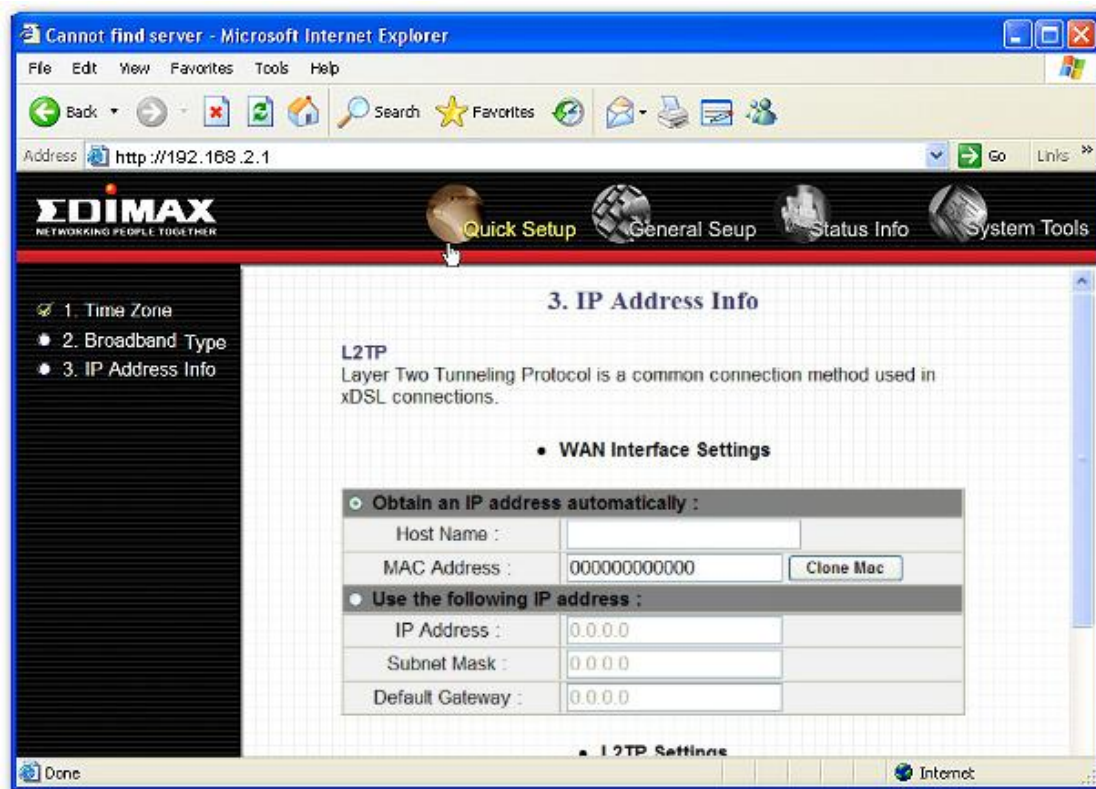 Cannot find server - Microsoft Internet Explorer
File Edit View Favorites Tools Help
Back Search Favorites
Address http://192.168.2.1 Go Links »
EDIMAX
NETWORKING PEOPLE TOGETHER
Quick Setup General Seup Status Info System Tools
1. Time Zone
2. Broadband Type
3. IP Address Info
3. IP Address Info
L2TP
Layer Two Tunneling Protocol is a common connection method used in
xDSL connections.
• WAN Interface Settings
Obtain an IP address automatically :
Host Name :
MAC Address : 000000000000 Clone Mac
Use the following IP address :
IP Address : 0.0.0.0
Subnet Mask : 0.0.0.0
Default Gateway : 0.0.0.0
• L2TP Settings
Done Internet